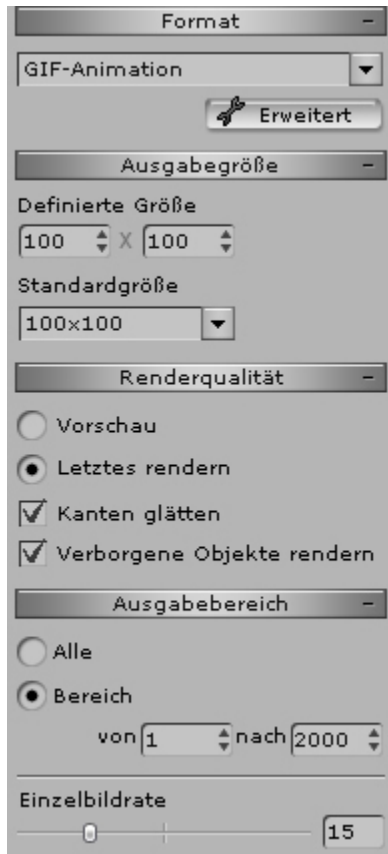 Format
GIF-Animation
Erweitert
Ausgabegröße
Definierte Größe
100 X 100
Standardgröße
100x100
Renderqualität
Vorschau
Letztes rendern
Kanten glätten
Verborgene Objekte rendern
Ausgabebereich
Alle
Bereich
von 1 nach 2000
Einzelbildrate
15